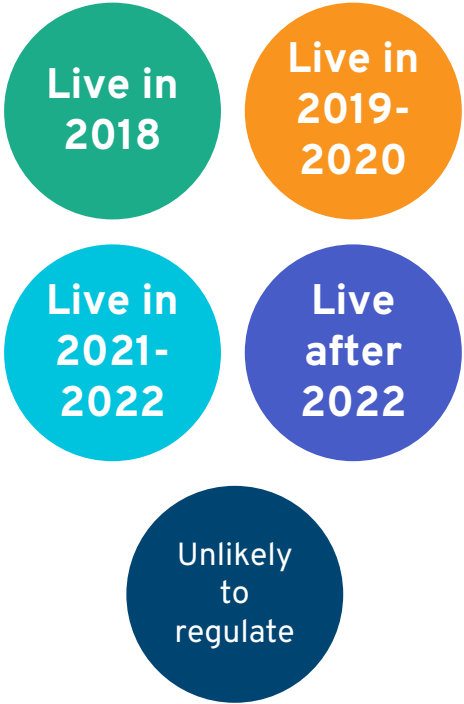 Live in
2018
Live in
2019-
2020
Live in
2021-
2022
Live
after
2022
Unlikely
to
regulate